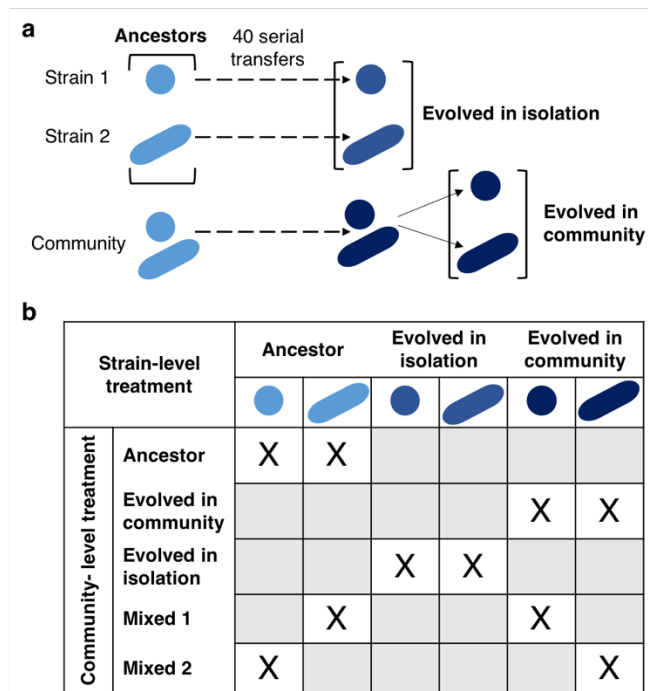 a
Ancestors
40 serial
transfers
Strain 1
Strain 2
Evolved in isolation
Community
Evolved in
community
b
Strain-level
treatment
Ancestor
Evolved in
isolation
Evolved in
community
Community- level treatment
Ancestor
X X
Evolved in
community
X X
Evolved in
isolation
X X
Mixed 1
X X
Mixed 2
X X